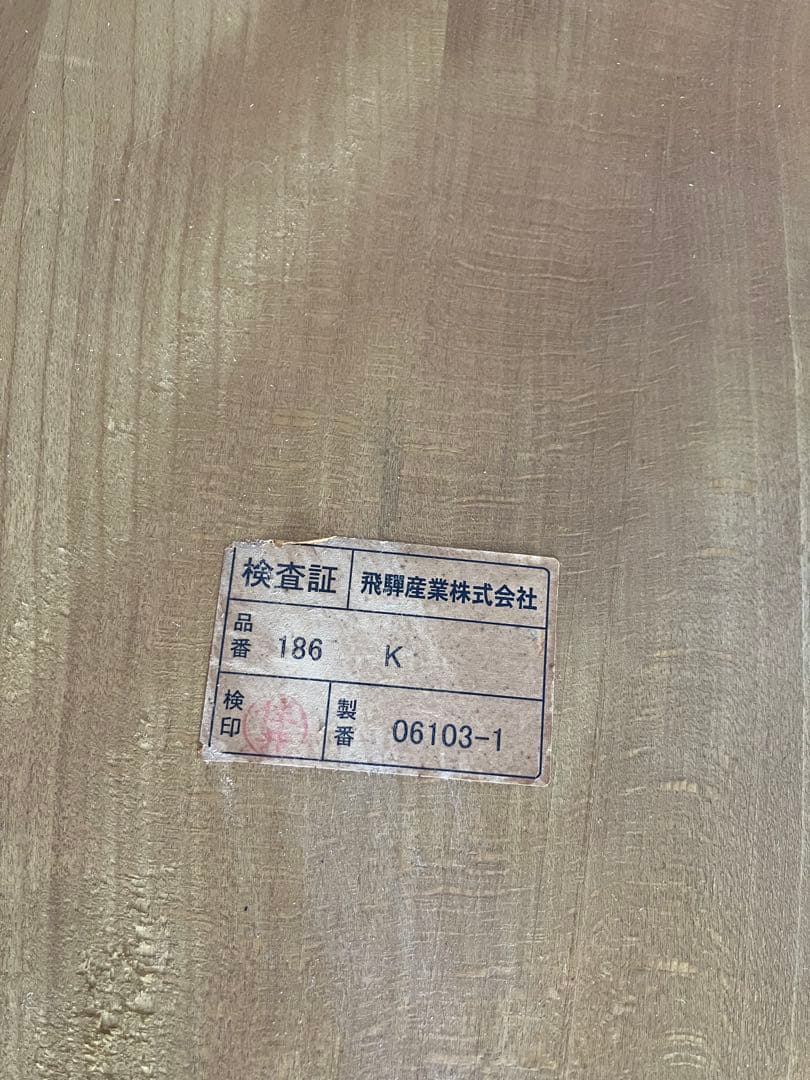 検査証 飛騨産業株式会社
品番 186 K
検印 製番 06103-1